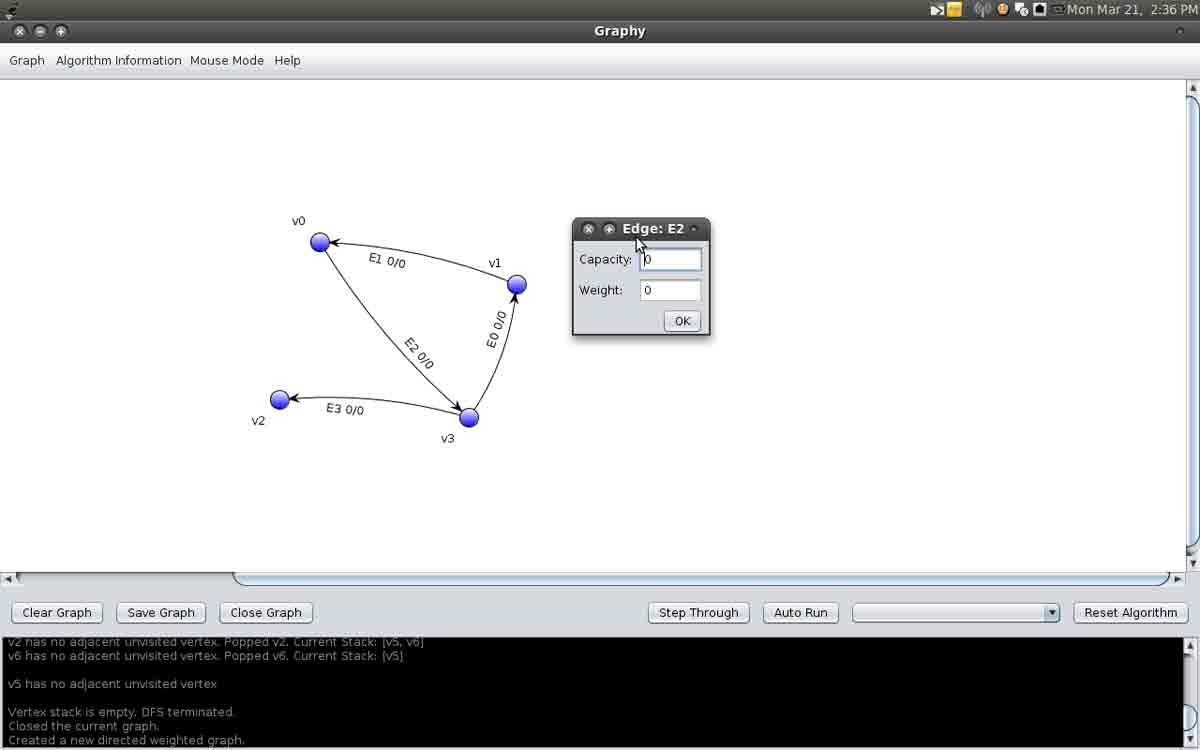 Mon Mar 21, 2:36 PM
Graphy
Graph Algorithm Information Mouse Mode Help
v0
E1 0/0
v1
E0 0/0
E2 0/0
E3 0/0
v2
v3
Edge: E2
Capacity: 0
Weight: 0
OK
Clear Graph Save Graph Close Graph Step Through Auto Run Reset Algorithm
v2 has no adjacent unvisited vertex. Popped v2. Current Stack: [v5, v6]
v6 has no adjacent unvisited vertex. Popped v6. Current Stack: [v5]
v5 has no adjacent unvisited vertex
Vertex stack is empty. DFS terminated.
Closed the current graph.
Created a new directed weighted graph.